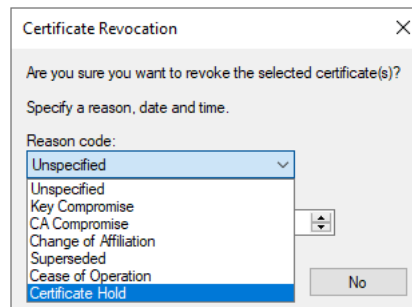 Certificate Revocation
Are you sure you want to revoke the selected certificate(s)?
Specify a reason, date and time.
Reason code:
Unspecified
Unspecified
Key Compromise
CA Compromise
Change of Affiliation
Superseded
Cease of Operation
Certificate Hold
No